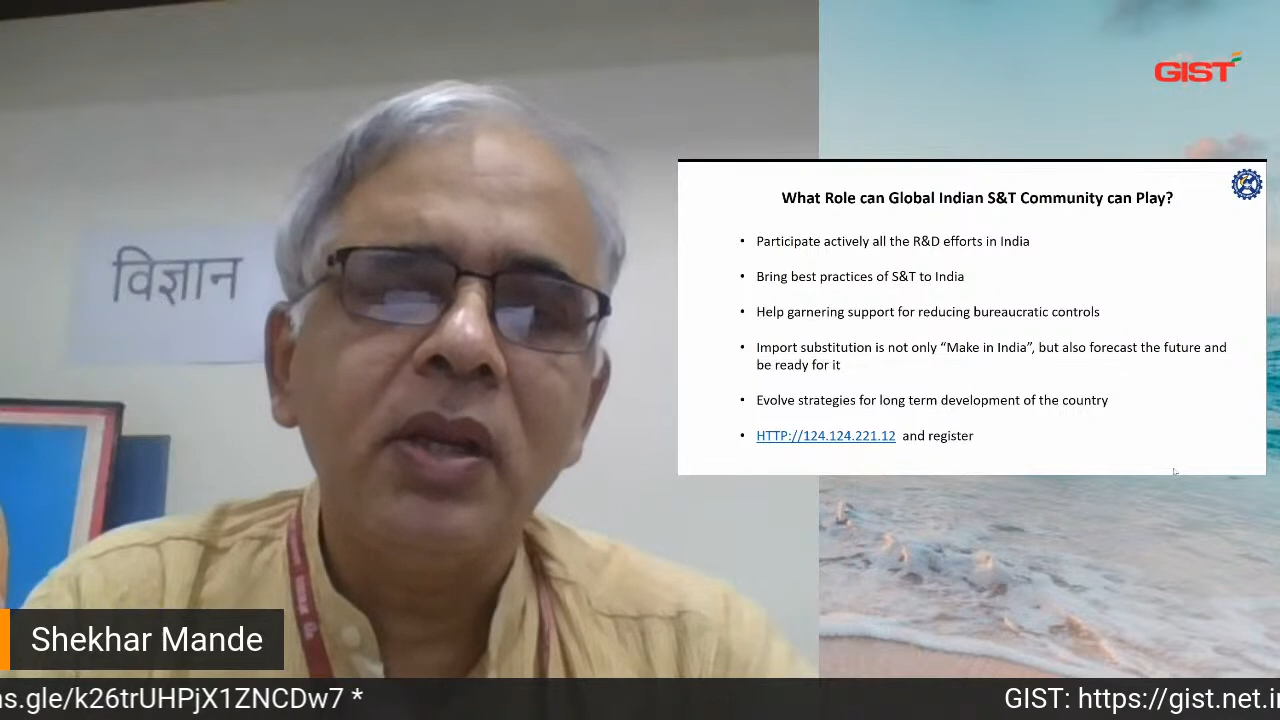 GIST
विज्ञान
What Role can Global Indian S&T Community can Play?
• Participate actively all the R&D efforts in India
• Bring best practices of S&T to India
• Help garnering support for reducing bureaucratic controls
• Import substitution is not only “Make in India”, but also forecast the future and
be ready for it
• Evolve strategies for long term development of the country
• HTTP://124.124.221.12 and register
Shekhar Mande
s.gle/k26trUHPjX1ZNCDw7 *
GIST: https://gist.net.i